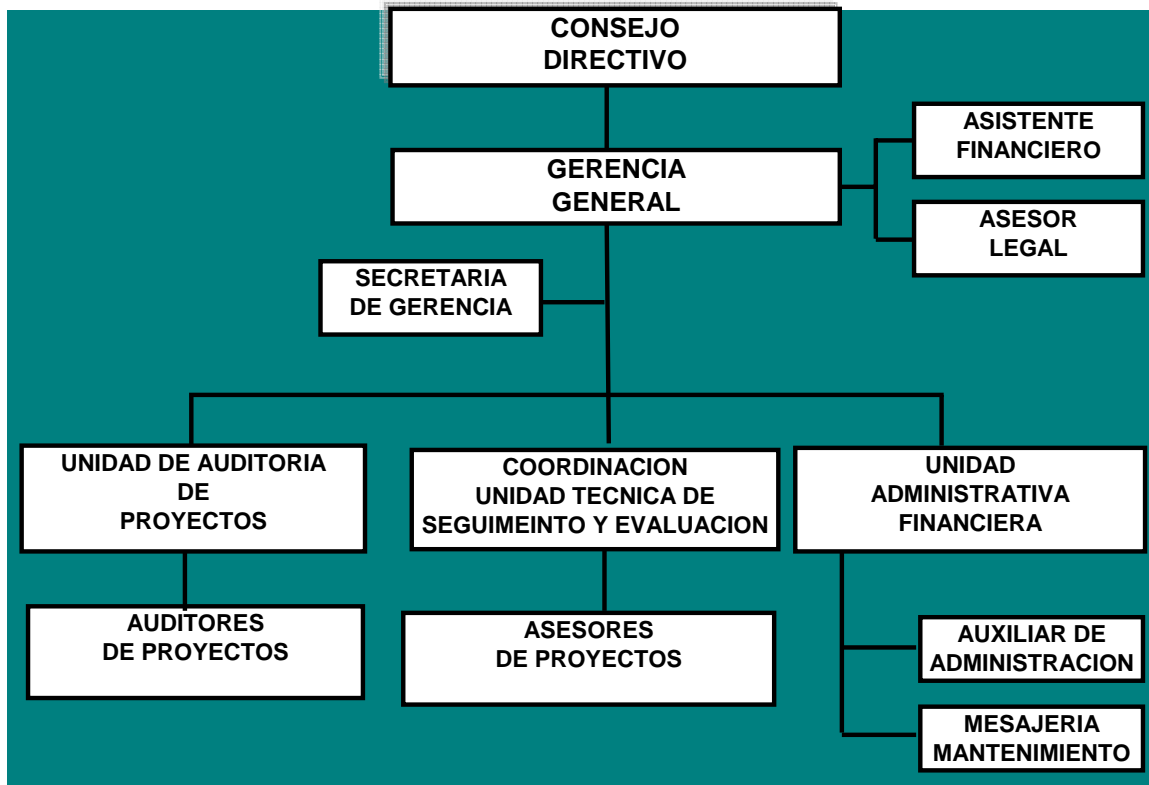 CONSEJO
DIRECTIVO
GERENCIA
GENERAL
ASISTENTE
FINANCIERO
ASESOR
LEGAL
SECRETARIA
DE GERENCIA
UNIDAD DE AUDITORIA
DE
PROYECTOS
COORDINACION
UNIDAD TECNICA DE
SEGUIMEINTO Y EVALUACION
UNIDAD
ADMINISTRATIVA
FINANCIERA
AUDITORES
DE PROYECTOS
ASESORES
DE PROYECTOS
AUXILIAR DE
ADMINISTRACION
MESAJERIA
MANTENIMIENTO